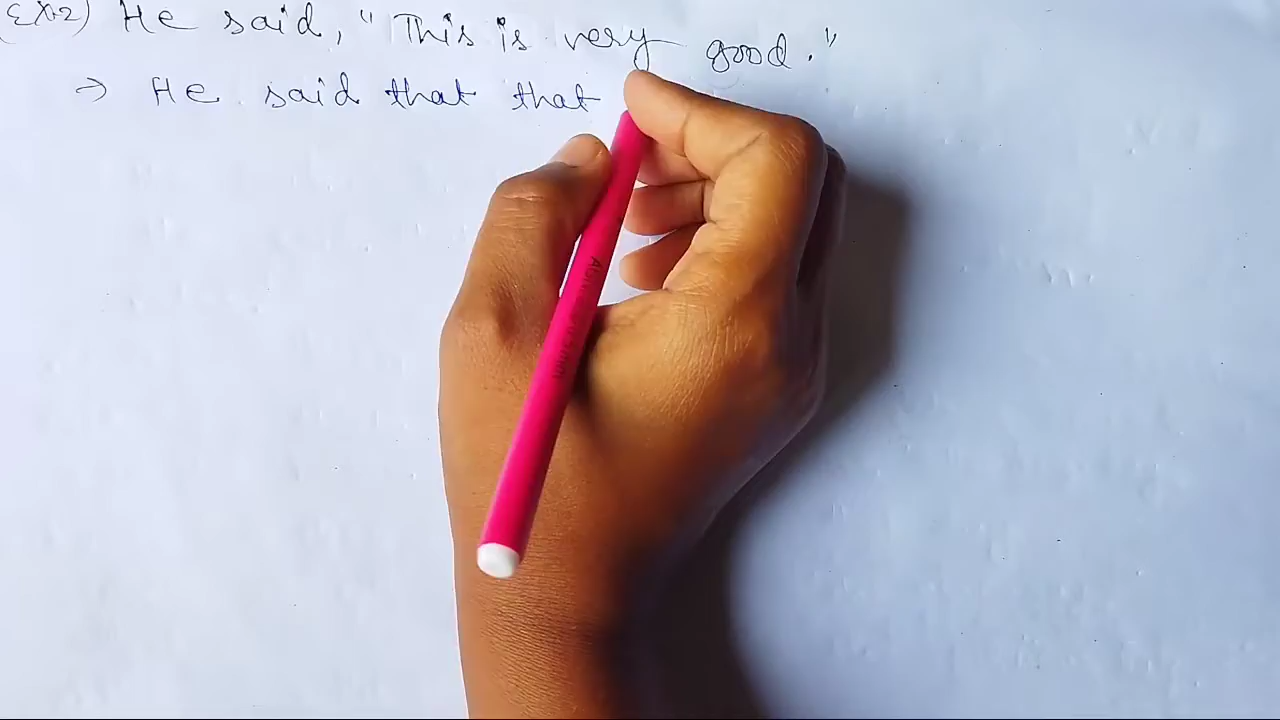 (Ex.2) He said, "This is very good."
→ He said that that